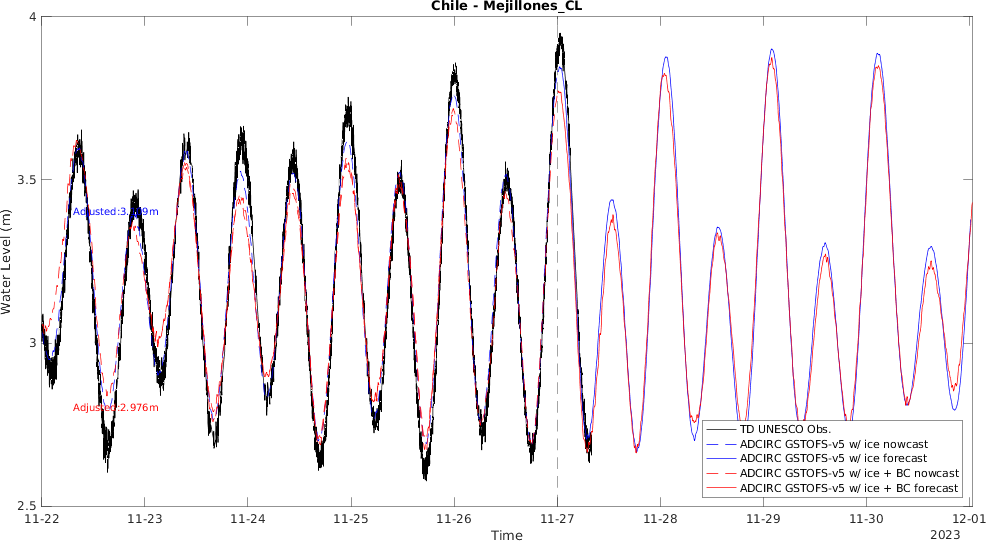 Chile - Mejillones_CL
4
3.5
3
2.5
Water Level (m)
Adjusted:2.976m
TD UNESCO Obs.
ADCIRC GSTOFS-v5 w/ ice nowcast
ADCIRC GSTOFS-v5 w/ ice forecast
ADCIRC GSTOFS-v5 w/ ice + BC nowcast
ADCIRC GSTOFS-v5 w/ ice + BC forecast
11-22 11-23 11-24 11-25 11-26 11-27 11-28 11-29 11-30 12-01
Time
2023